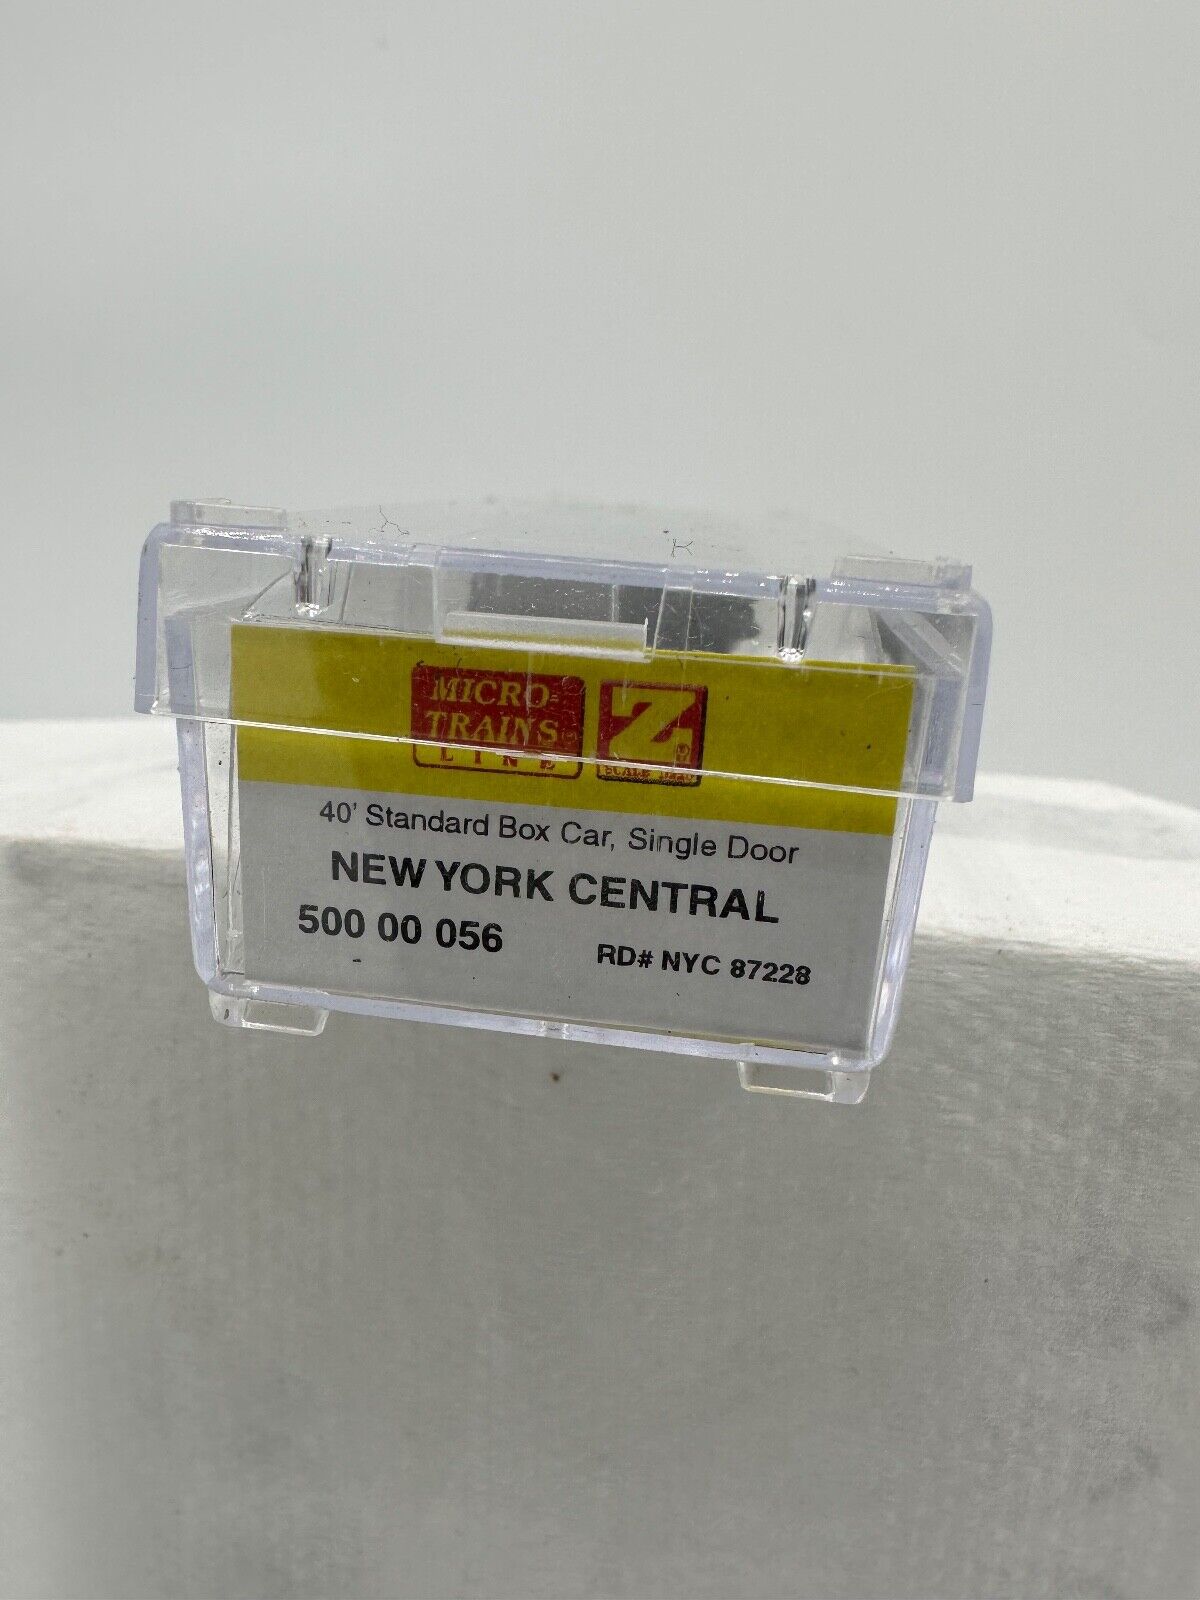 MICRO-
TRAINS
LINE
Z
®
40' Standard Box Car, Single Door
NEW YORK CENTRAL
500 00 056
RD# NYC 87228